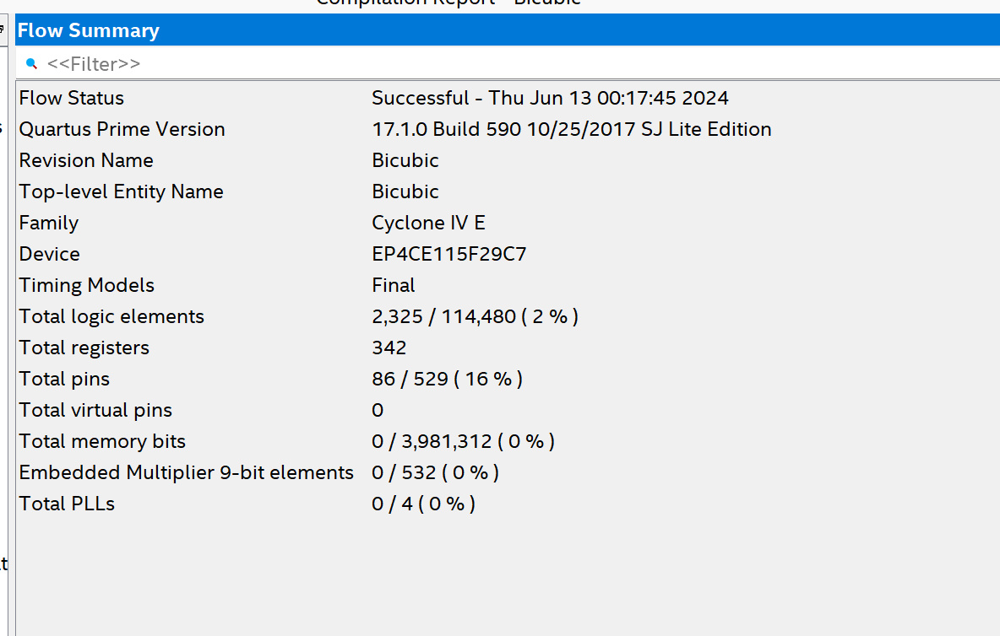 Compilation Report - Bicubic
Flow Summary
<<Filter>>
Flow Status Successful - Thu Jun 13 00:17:45 2024
Quartus Prime Version 17.1.0 Build 590 10/25/2017 SJ Lite Edition
Revision Name Bicubic
Top-level Entity Name Bicubic
Family Cyclone IV E
Device EP4CE115F29C7
Timing Models Final
Total logic elements 2,325 / 114,480 ( 2 % )
Total registers 342
Total pins 86 / 529 ( 16 % )
Total virtual pins 0
Total memory bits 0 / 3,981,312 ( 0 % )
Embedded Multiplier 9-bit elements 0 / 532 ( 0 % )
Total PLLs 0 / 4 ( 0 % )